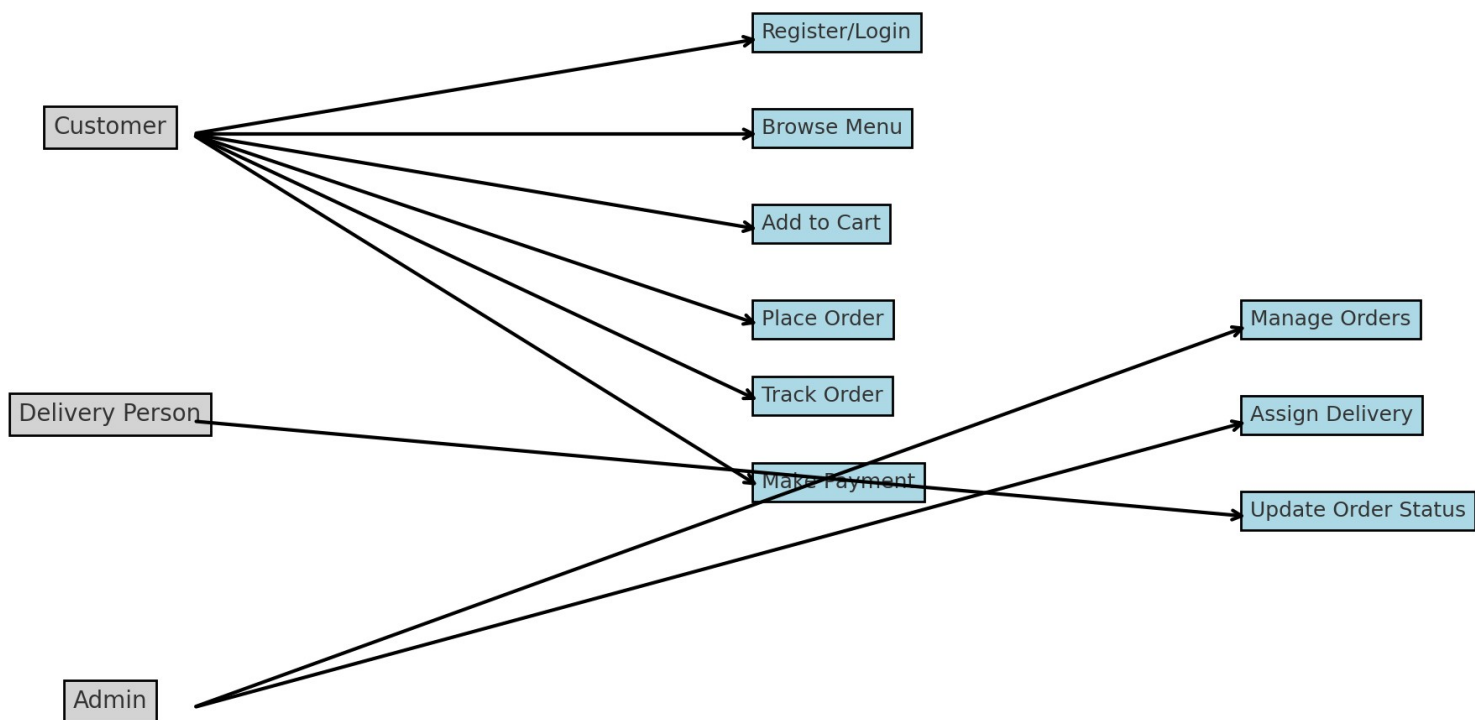 Register/Login
Customer
Browse Menu
Add to Cart
Place Order
Manage Orders
Track Order
Delivery Person
Assign Delivery
Make Payment
Update Order Status
Admin